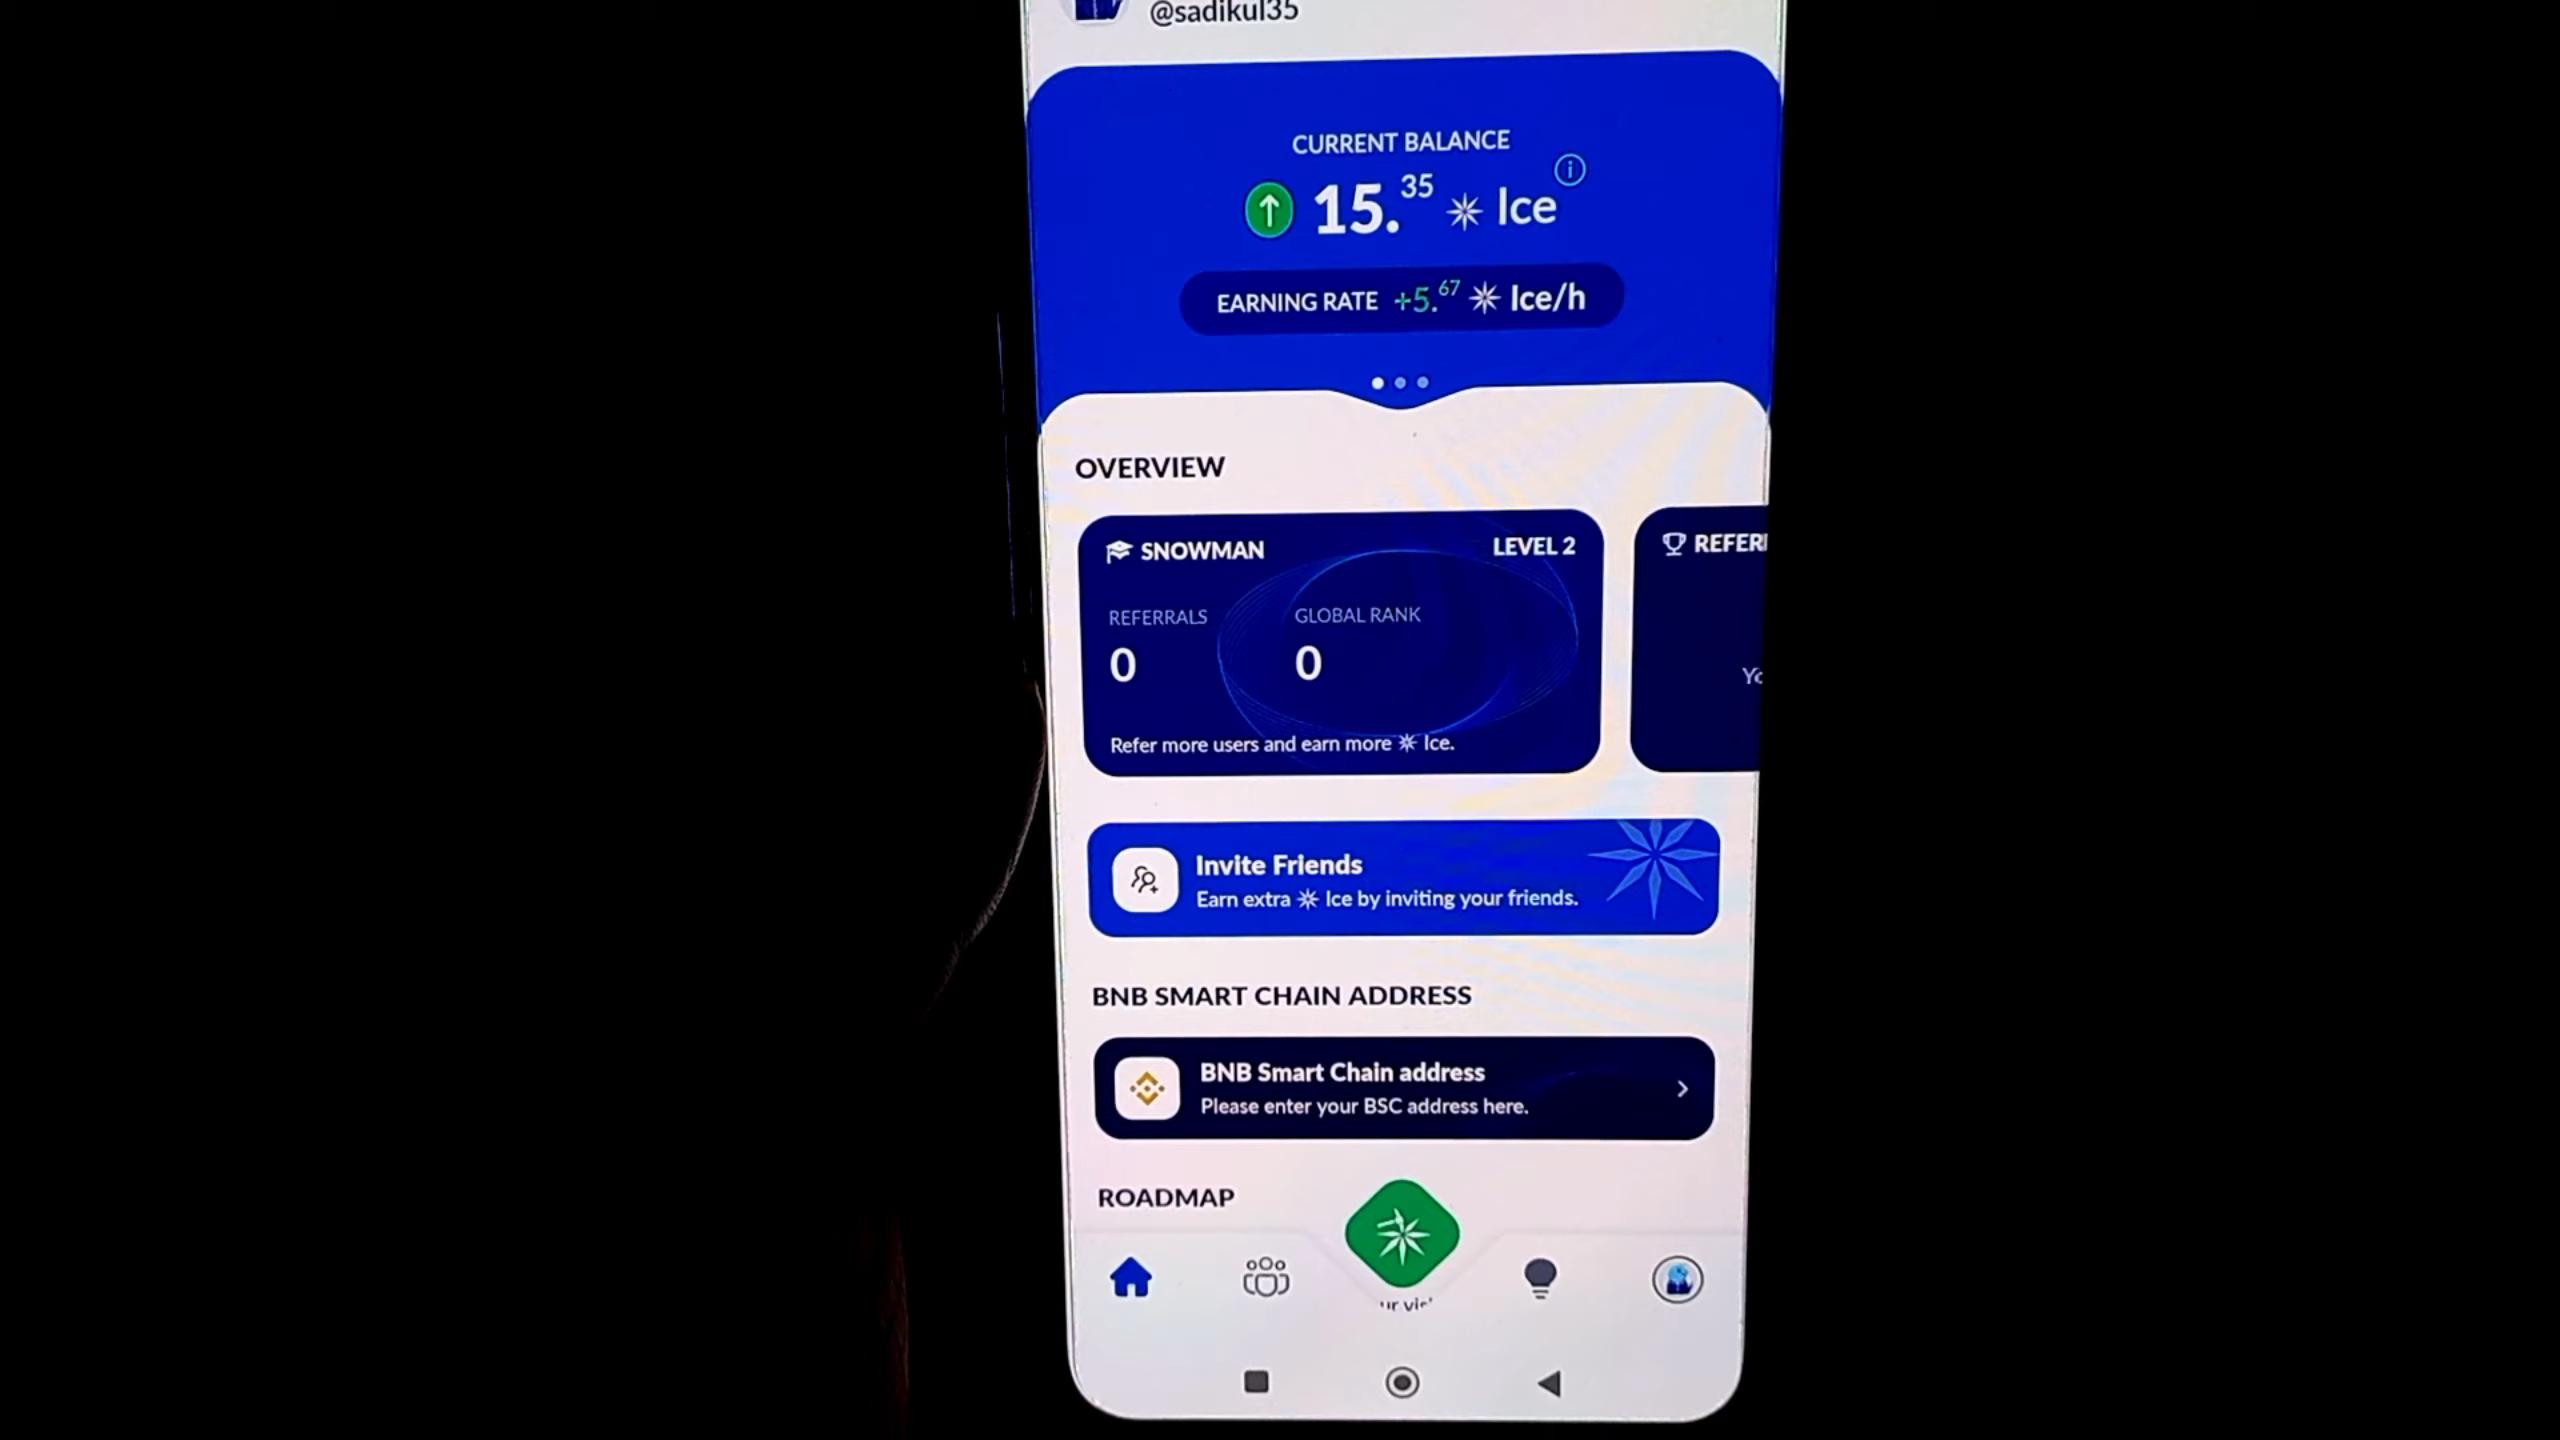 @sadikul35
CURRENT BALANCE
15.35 Ice
EARNING RATE +5.67 Ice/h
OVERVIEW
SNOWMAN LEVEL 2
REFERRALS GLOBAL RANK
0 0
Refer more users and earn more Ice.
Invite Friends
Earn extra Ice by inviting your friends.
BNB SMART CHAIN ADDRESS
BNB Smart Chain address
Please enter your BSC address here.
ROADMAP